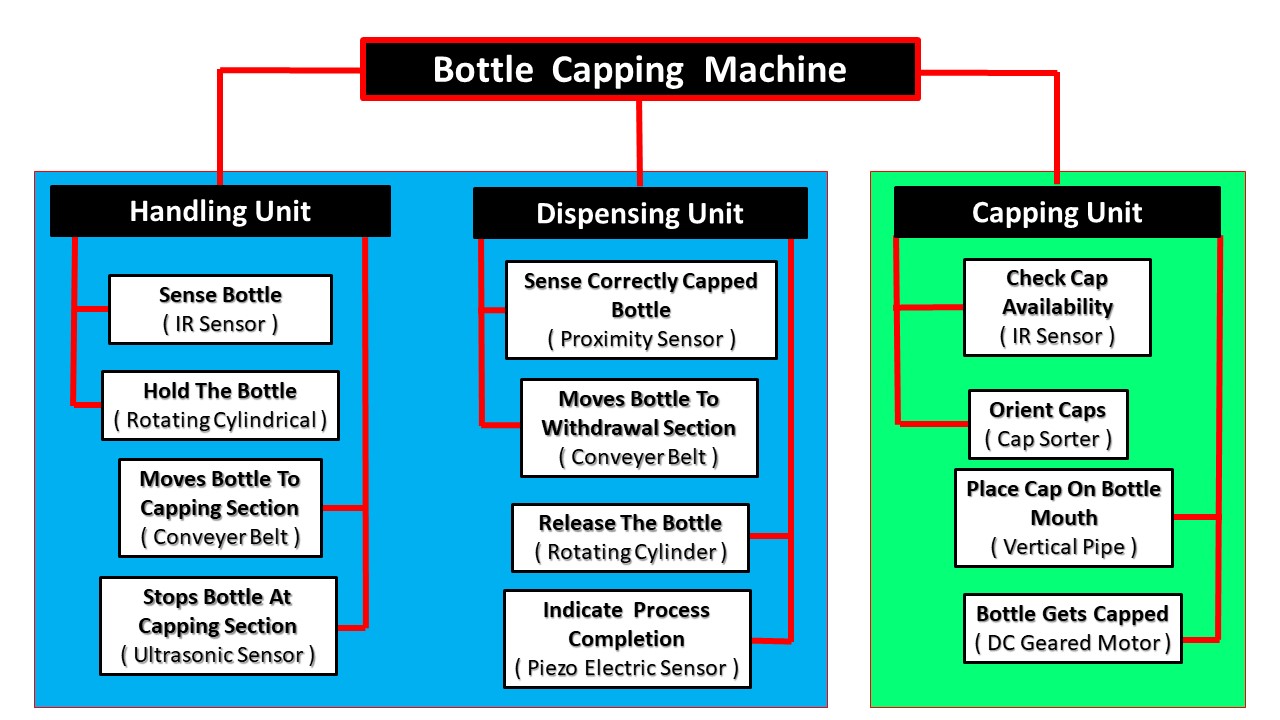 Bottle Capping Machine
Handling Unit
Sense Bottle
( IR Sensor )
Hold The Bottle
( Rotating Cylindrical )
Moves Bottle To
Capping Section
( Conveyer Belt )
Stops Bottle At
Capping Section
( Ultrasonic Sensor )
Dispensing Unit
Sense Correctly Capped
Bottle
( Proximity Sensor )
Moves Bottle To
Withdrawal Section
( Conveyer Belt )
Release The Bottle
( Rotating Cylinder )
Indicate Process
Completion
( Piezo Electric Sensor )
Capping Unit
Check Cap
Availability
( IR Sensor )
Orient Caps
( Cap Sorter )
Place Cap On Bottle
Mouth
( Vertical Pipe )
Bottle Gets Capped
( DC Geared Motor )